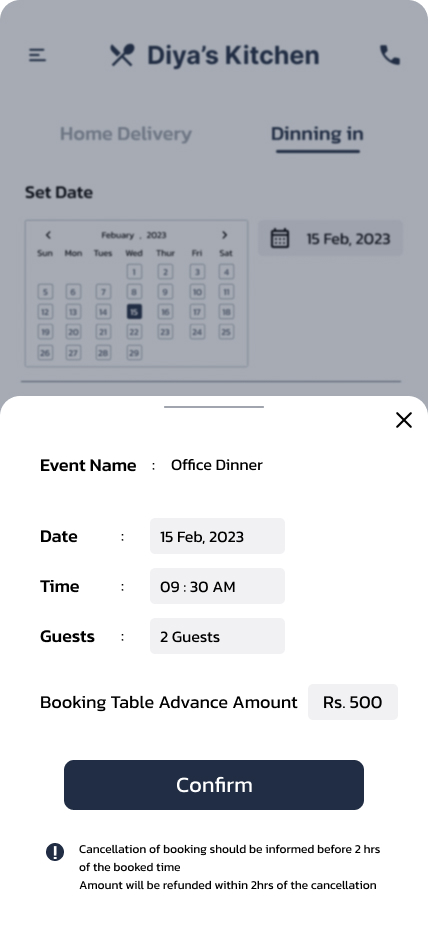 Diya's Kitchen
Home Delivery Dinning in
Set Date
Febuary , 2023
15 Feb, 2023
Sun Mon Tues Wed Thur Fri Sat
1 2 3 4
5 6 7 8 9 10 11
12 13 14 15 16 17 18
19 20 21 22 23 24 25
26 27 28 29
Event Name : Office Dinner
Date : 15 Feb, 2023
Time : 09 : 30 AM
Guests : 2 Guests
Booking Table Advance Amount Rs. 500
Confirm
Cancellation of booking should be informed before 2 hrs
of the booked time
Amount will be refunded within 2hrs of the cancellation